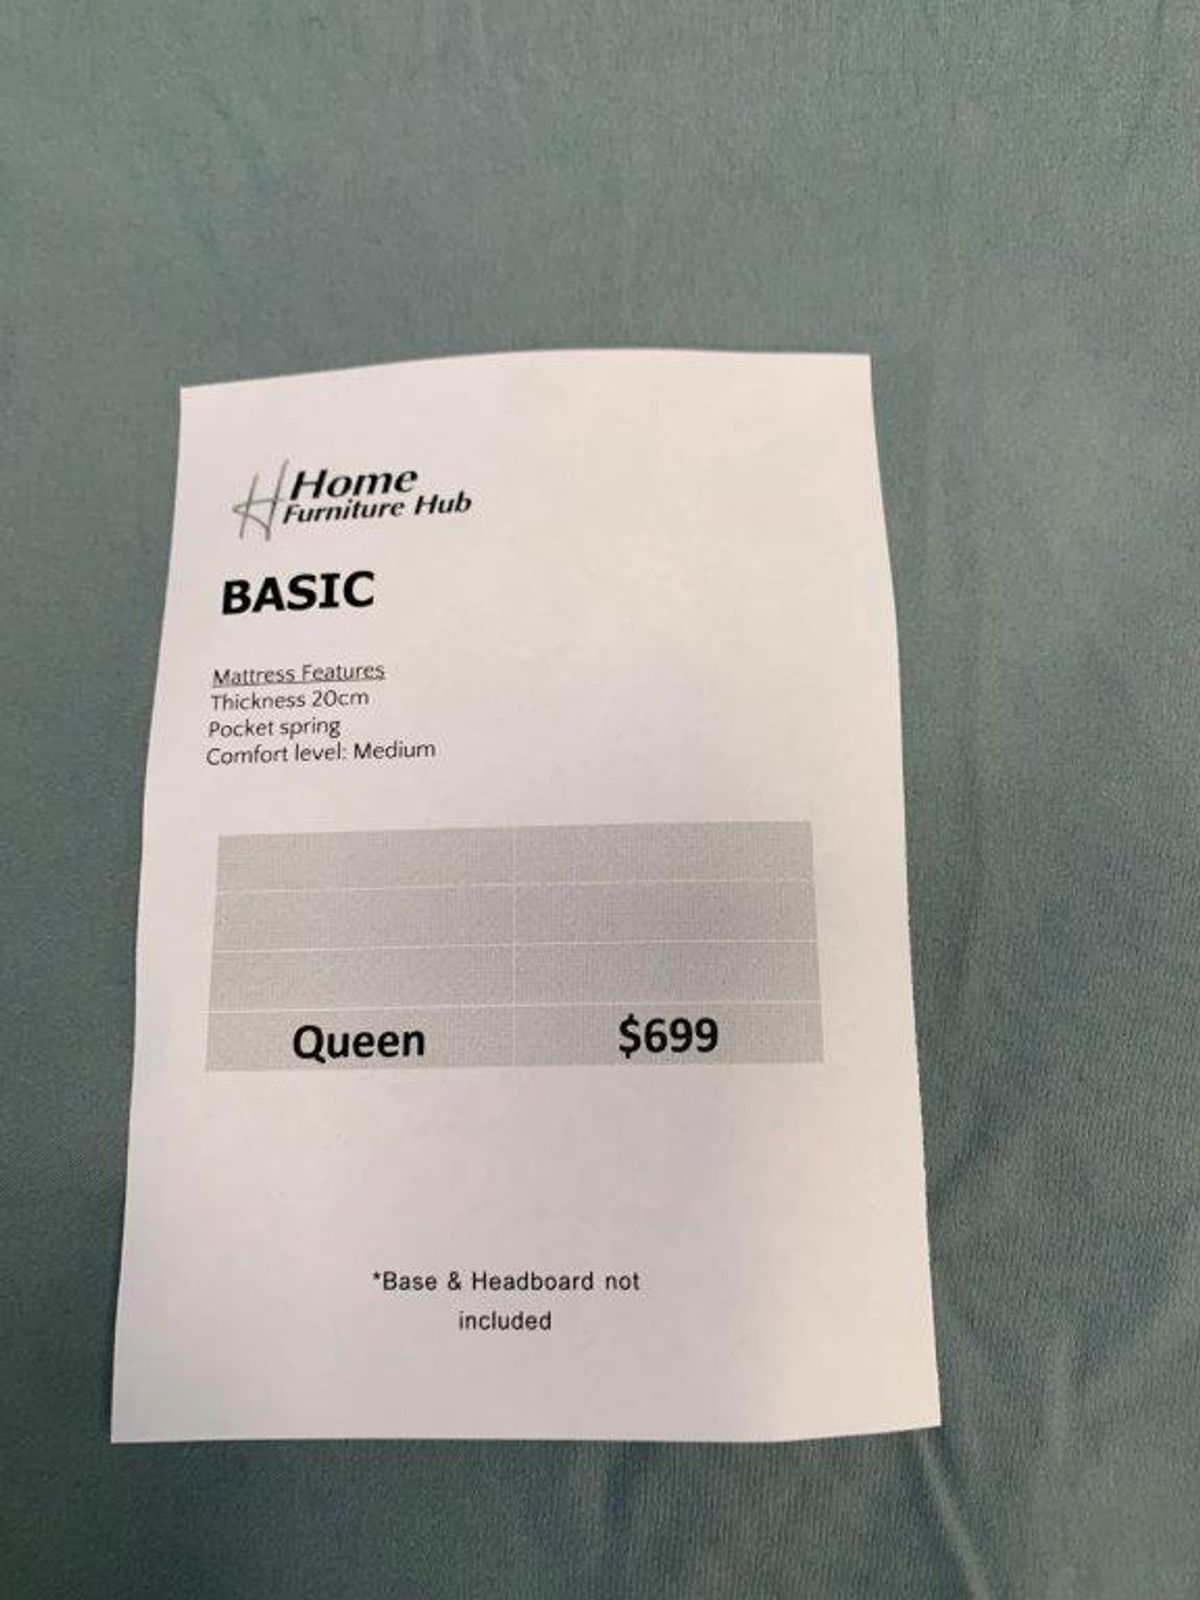 Home
Furniture Hub
BASIC
Mattress Features
Thickness 20cm
Pocket spring
Comfort level: Medium
Queen $699
*Base & Headboard not
included